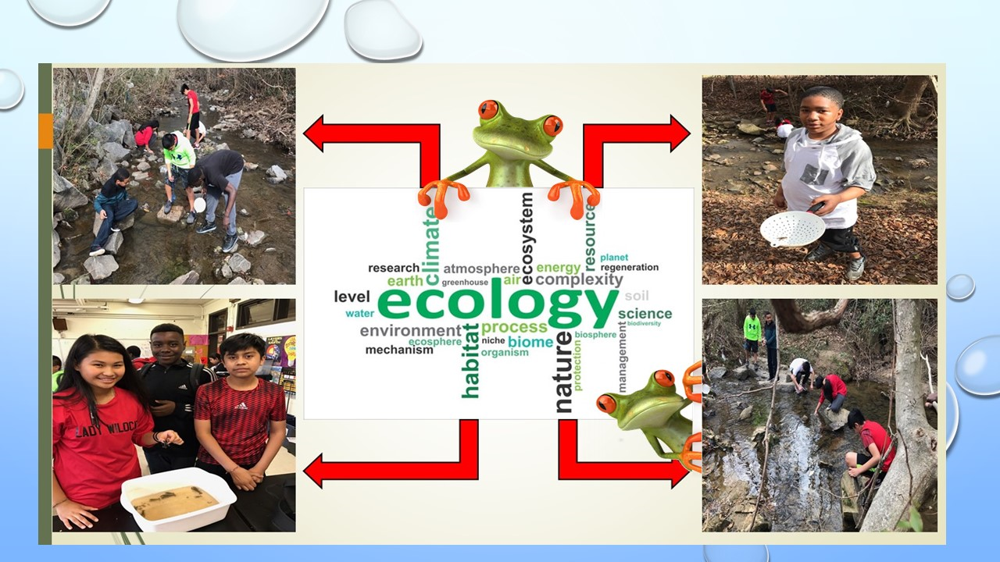 climate
ecosystem
resource
planet
research
atmosphere
energy
regeneration
earth
greenhouse
air
complexity
level
ecology
soil
water
science
biodiversity
environment
process
ecosphere
niche
biome
biosphere
mechanism
organism
habitat
nature
protection
management
LADY WILDC
adidas